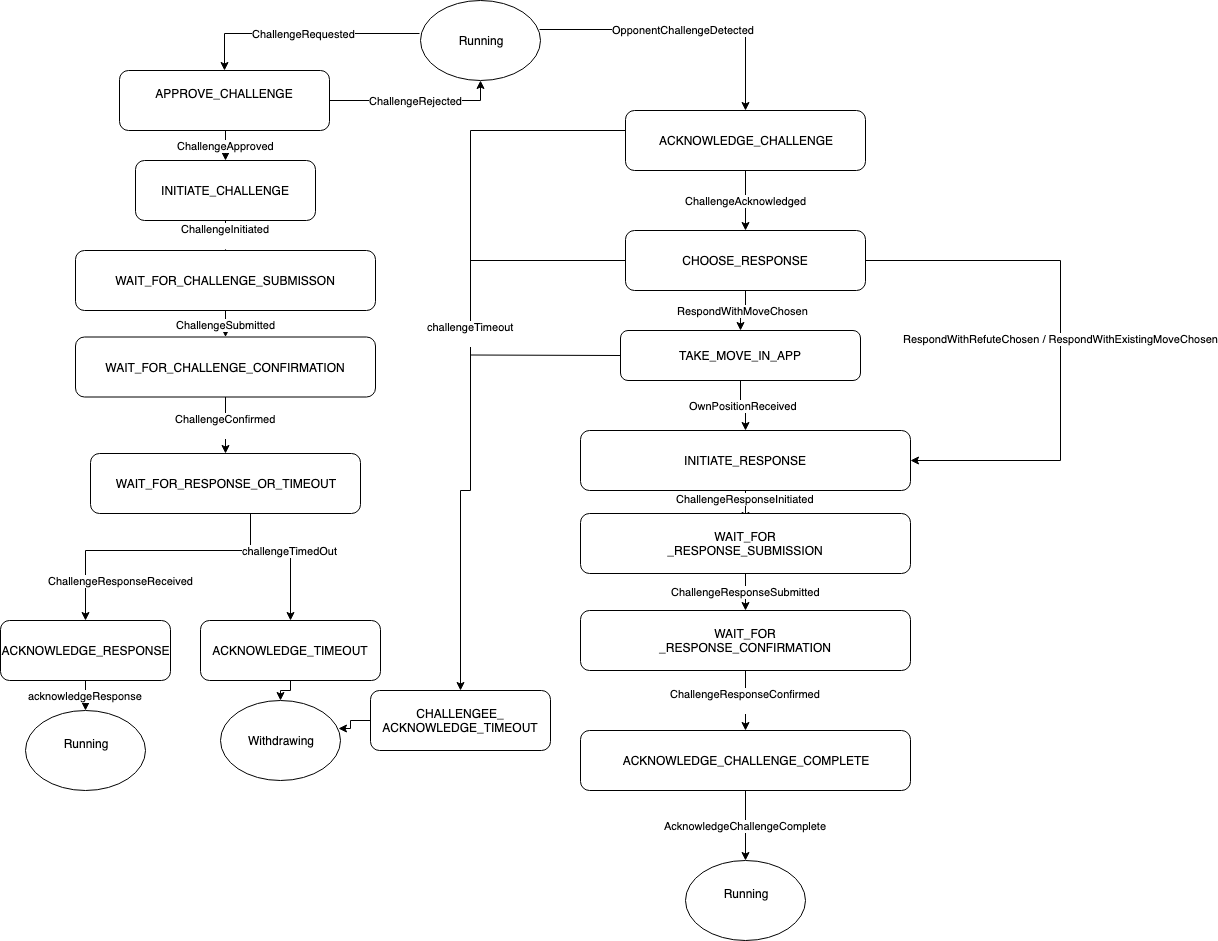 ChallengeRequested
Running
OpponentChallengeDetected
APPROVE_CHALLENGE
ChallengeRejected
ACKNOWLEDGE_CHALLENGE
ChallengeApproved
INITIATE_CHALLENGE
ChallengeAcknowledged
ChallengeInitiated
CHOOSE_RESPONSE
WAIT_FOR_CHALLENGE_SUBMISSON
RespondWithMoveChosen
ChallengeSubmitted
challengeTimeout
RespondWithRefuteChosen / RespondWithExistingMoveChosen
TAKE_MOVE_IN_APP
WAIT_FOR_CHALLENGE_CONFIRMATION
OwnPositionReceived
ChallengeConfirmed
INITIATE_RESPONSE
WAIT_FOR_RESPONSE_OR_TIMEOUT
ChallengeResponseInitiated
WAIT_FOR
_RESPONSE_SUBMISSION
challengeTimedOut
ChallengeResponseReceived
ChallengeResponseSubmitted
WAIT_FOR
_RESPONSE_CONFIRMATION
ACKNOWLEDGE_RESPONSE
ACKNOWLEDGE_TIMEOUT
acknowledgeResponse
ChallengeResponseConfirmed
CHALLENGEE_
ACKNOWLEDGE_TIMEOUT
Running
Withdrawing
ACKNOWLEDGE_CHALLENGE_COMPLETE
AcknowledgeChallengeComplete
Running